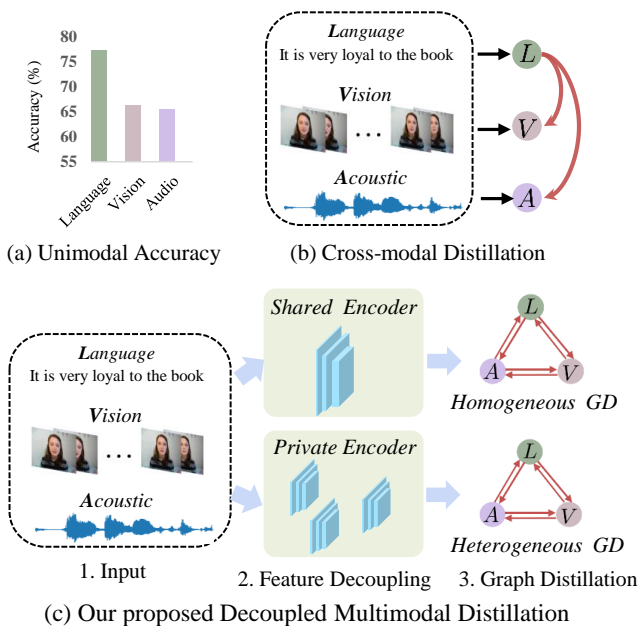 80
75
70
65
60
55
Accuracy (%)
Language
Vision
Audio
(a) Unimodal Accuracy
Language
It is very loyal to the book
Vision
...
Acoustic
L
V
A
(b) Cross-modal Distillation
Language
It is very loyal to the book
Vision
...
Acoustic
1. Input
Shared Encoder
Private Encoder
2. Feature Decoupling
L
A
V
Homogeneous GD
L
A
V
Heterogeneous GD
3. Graph Distillation
(c) Our proposed Decoupled Multimodal Distillation